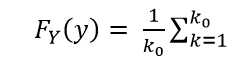 F_Y(y) = \frac{1}{k_0} \sum_{k=1}^{k_0}